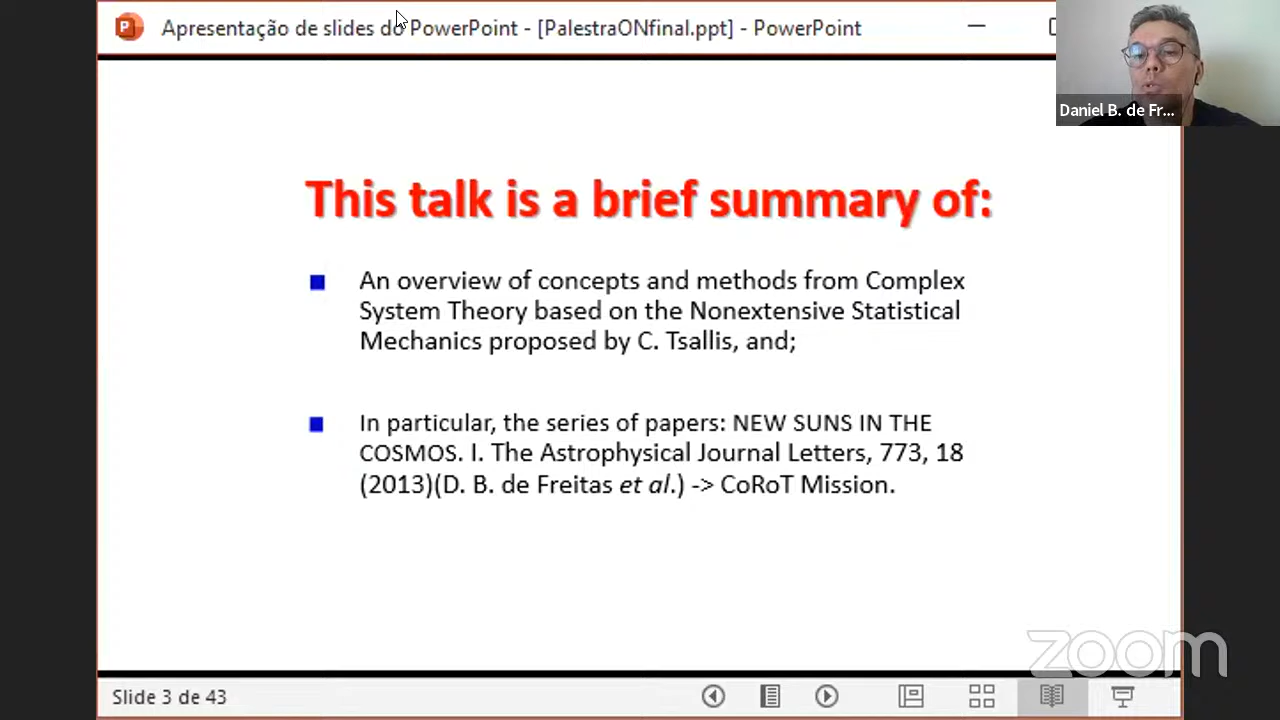 Apresentação de slides do PowerPoint - [PalestraONfinal.ppt] - PowerPoint
Daniel B. de Fr...
This talk is a brief summary of:
An overview of concepts and methods from Complex
System Theory based on the Nonextensive Statistical
Mechanics proposed by C. Tsallis, and;
In particular, the series of papers: NEW SUNS IN THE
COSMOS. I. The Astrophysical Journal Letters, 773, 18
(2013)(D. B. de Freitas et al.) -> CoRoT Mission.
zoom
Slide 3 de 43